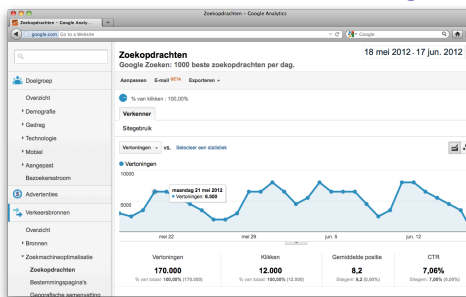 Zoekopdrachten – Google Analytics
Zoekopdrachten – Google Analy...
google.com Go to a Website
Google
Zoekopdrachten
18 mei 2012 - 17 jun. 2012
Google Zoeken: 1000 beste zoekopdrachten per dag.
Aanpassen E-mail BETA Exporteren
% van klikken : 100,00%
Verkenner
Sitegebruik
Vertoningen vs. Selecteer een statistiek
Vertoningen
10000
5000
maandag 21 mei 2012
Vertoningen: 6.500
mei 22 mei 29 jun. 5 jun. 12
Vertoningen Klikken Gemiddelde positie CTR
170.000 12.000 8,2 7,06%
% van totaal: 100,00% (170.000) % van totaal: 100,00% (12.000) Sitegem: 8,2 (0,00%) Sitegem: 7,06% (0,00%)
Doelgroep
Overzicht
Demografie
Gedrag
Technologie
Mobiel
Aangepast
Bezoekersstroom
Advertenties
Verkeersbronnen
Overzicht
Bronnen
Zoekmachineoptimalisatie
Zoekopdrachten
Bestemmingspagina's
Geografische samenvatting